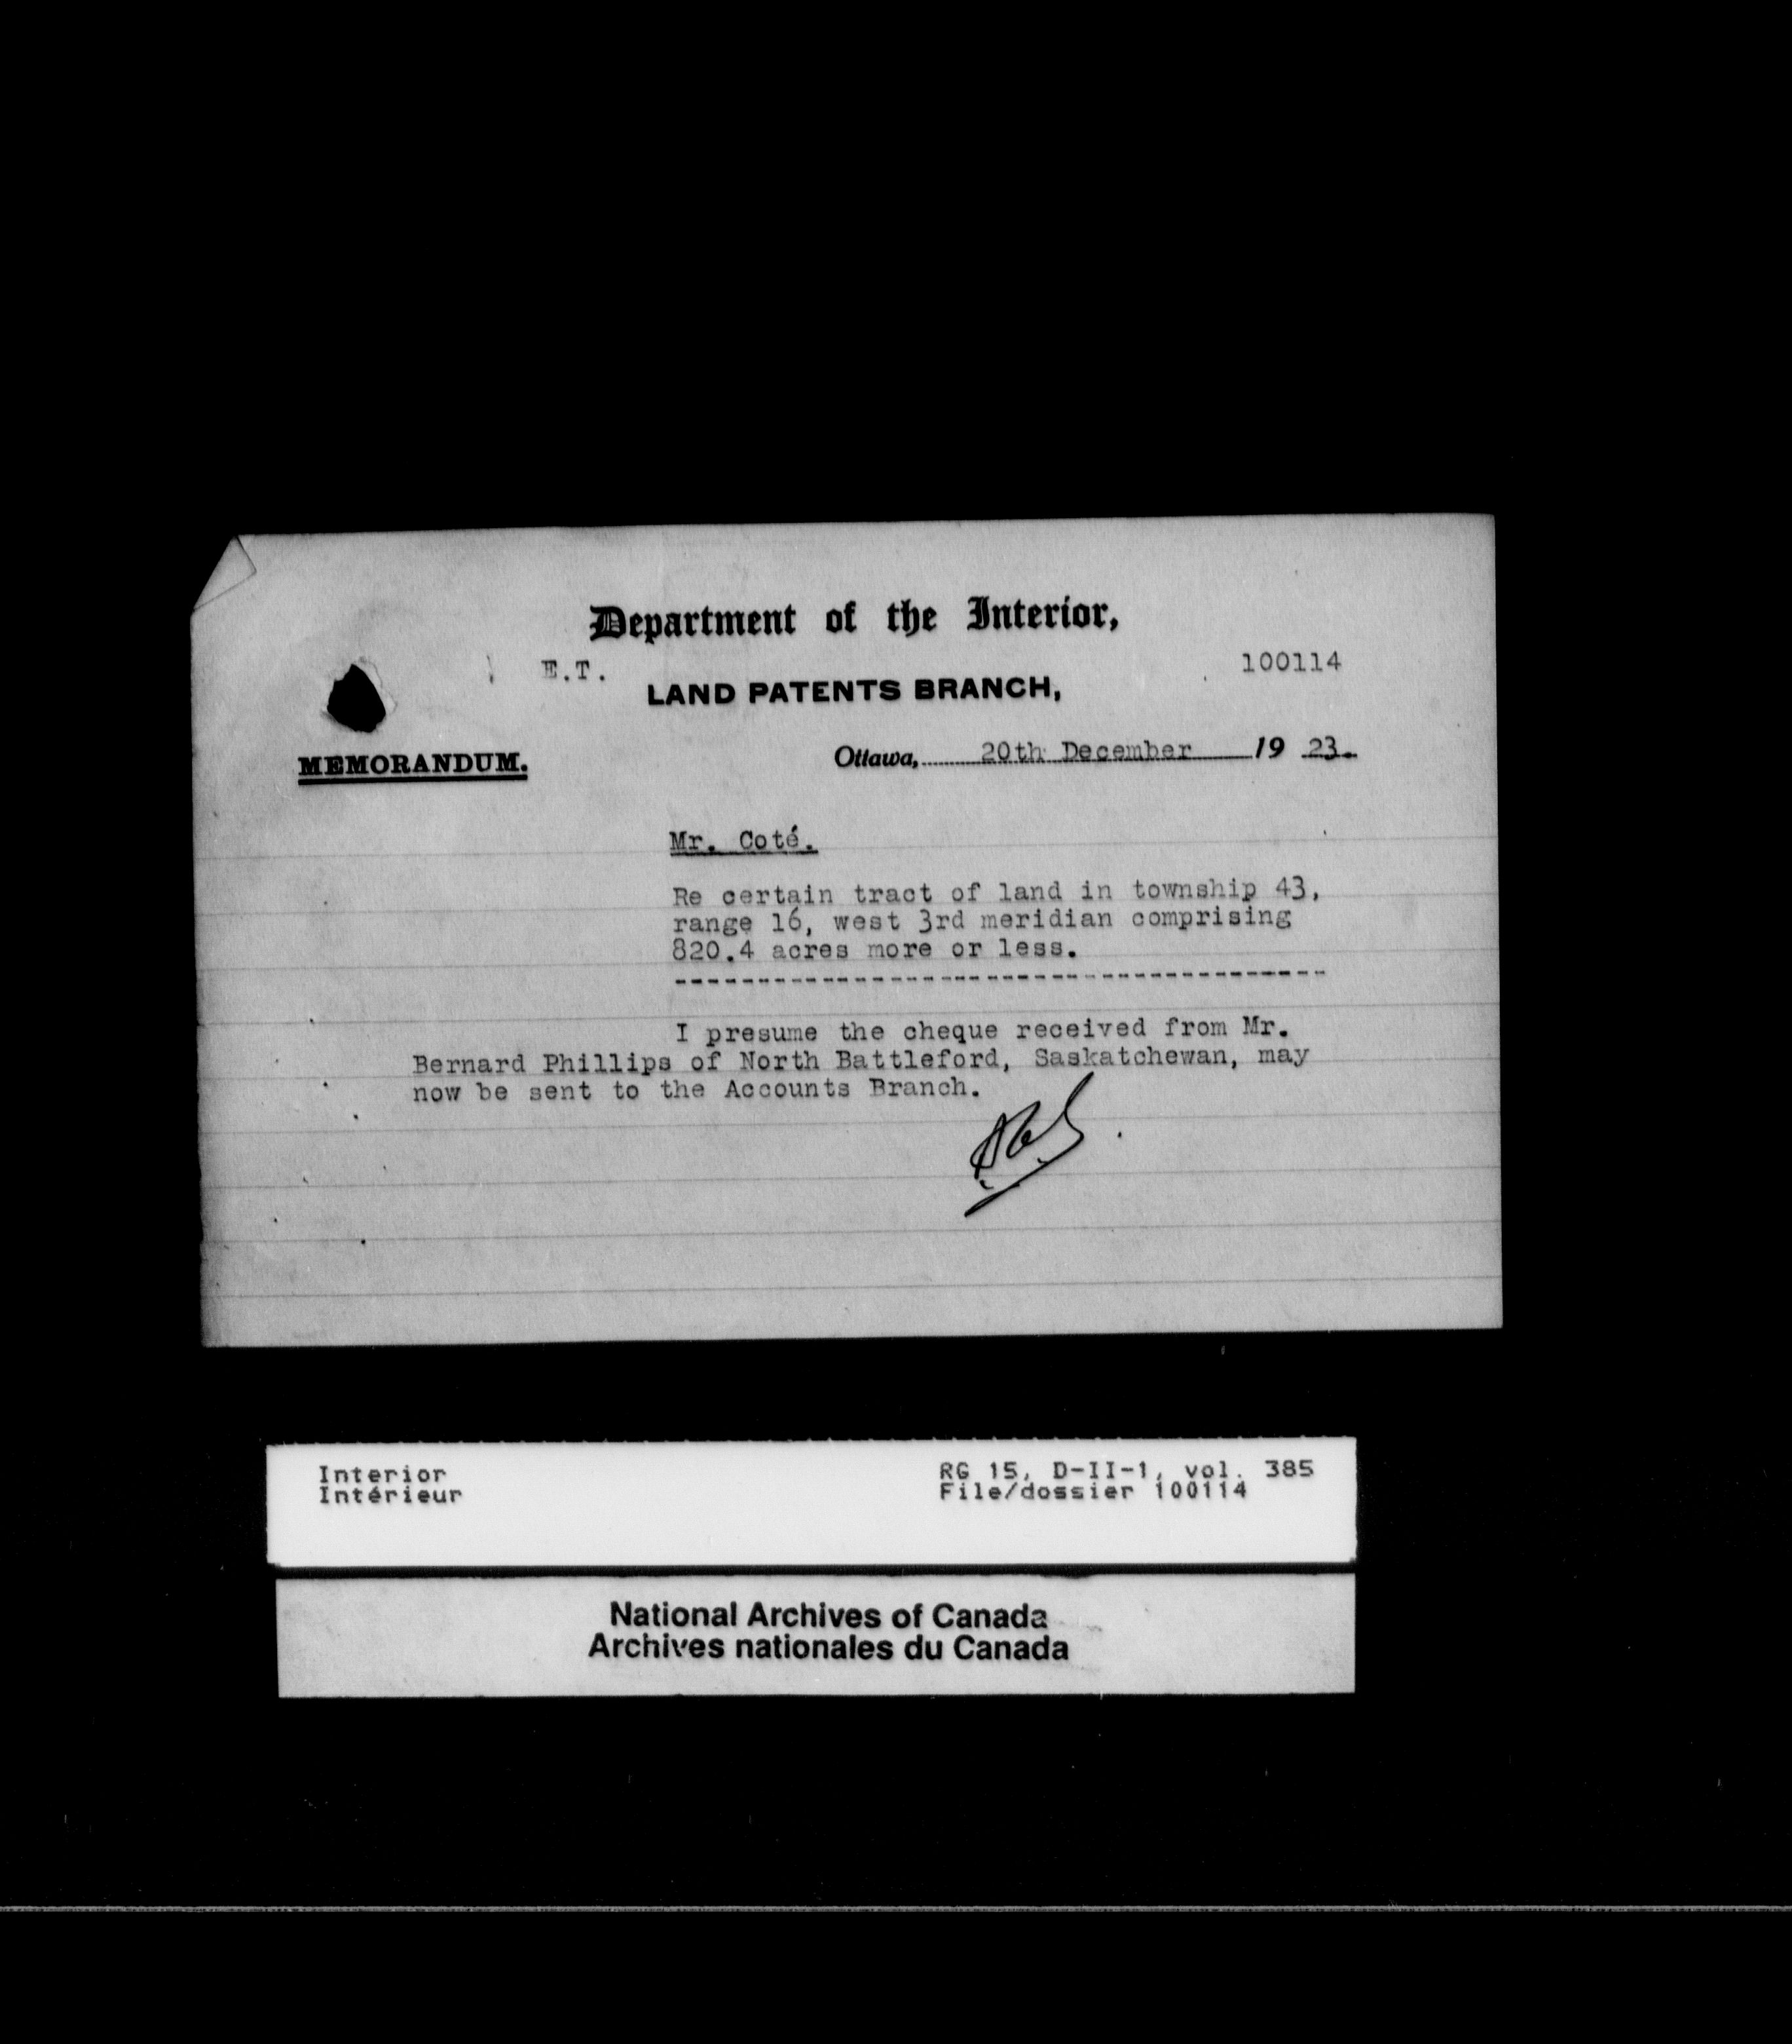 Department of the Interior,
E.T.
100114
LAND PATENTS BRANCH,
MEMORANDUM.
Ottawa, 20th December 19 23.
Mr. Coté.
Re certain tract of land in township 43,
range 16, west 3rd meridian comprising
820.4 acres more or less.
----------------------------------------
I presume the cheque received from Mr.
Bernard Phillips of North Battleford, Saskatchewan, may
now be sent to the Accounts Branch.
Interior
Intérieur
RG 15, D-II-1, vol. 385
File/dossier 100114
National Archives of Canada
Archives nationales du Canada